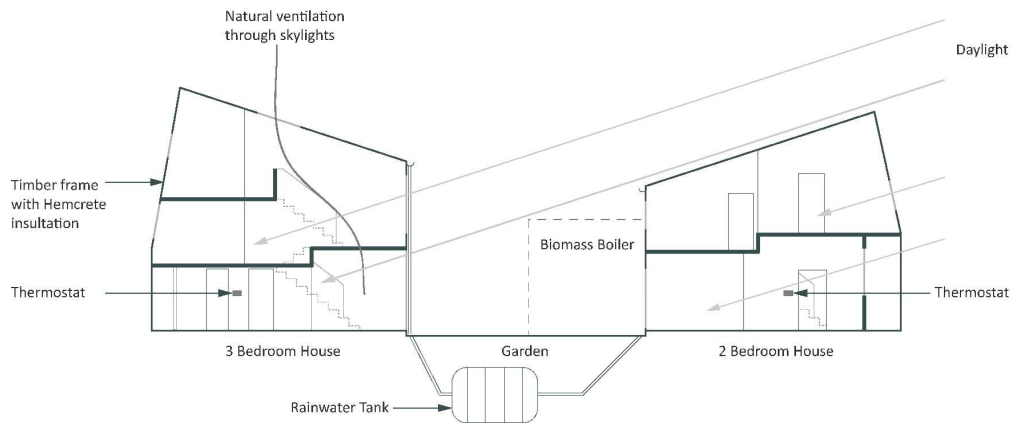 Natural ventilation
through skylights
Daylight
Timber frame
with Hemcrete
insultation
Biomass Boiler
Thermostat
Thermostat
3 Bedroom House
Garden
2 Bedroom House
Rainwater Tank